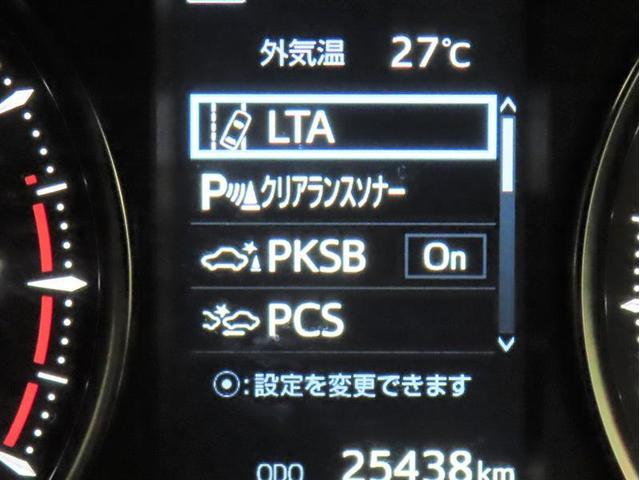 外気温 27℃
LTA
P クリアランスソナー
PKSB On
PCS
⦿:設定を変更できます
ODO 25438km